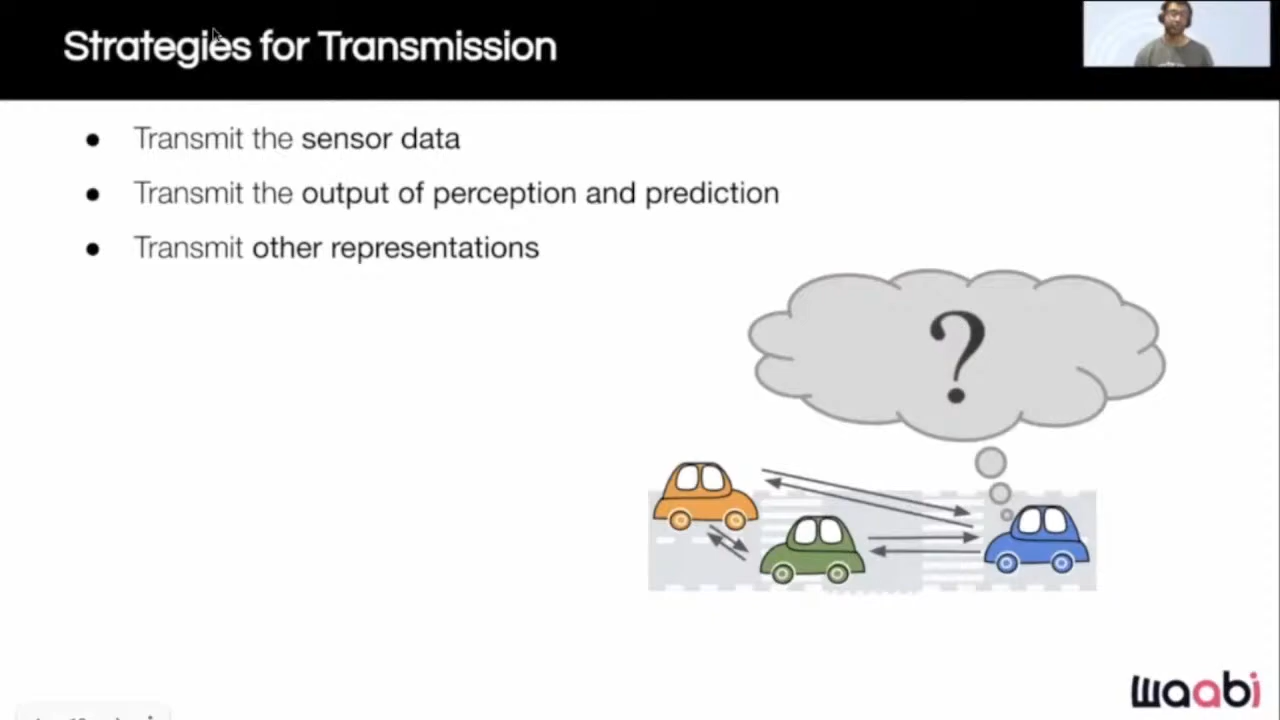 Strategies for Transmission
● Transmit the sensor data
● Transmit the output of perception and prediction
● Transmit other representations
?
waabi